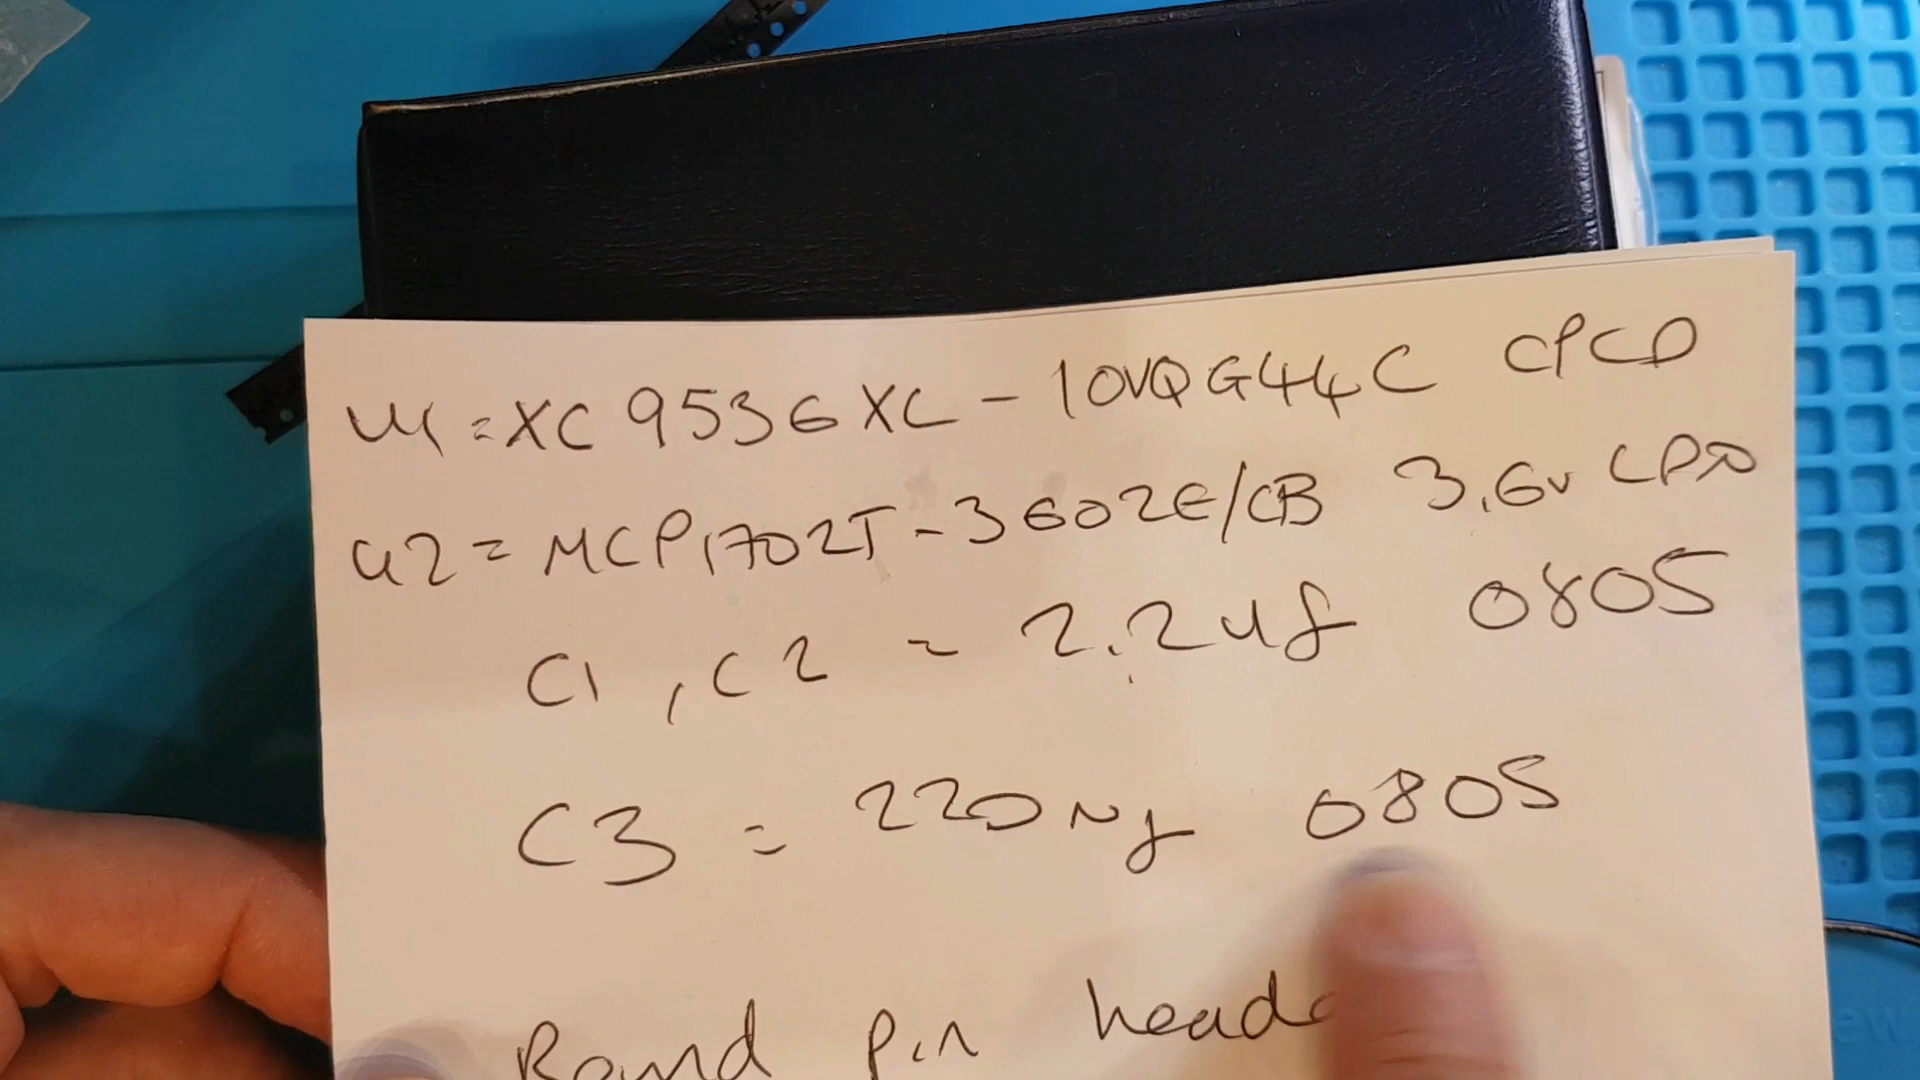 U1 = XC9536XL-10VQG44C CPLD
U2 = MCP1702T-3602E/CB 3.6v LDO
C1, C2 = 2.2uf 0805
C3 = 220nf 0805
Round pin